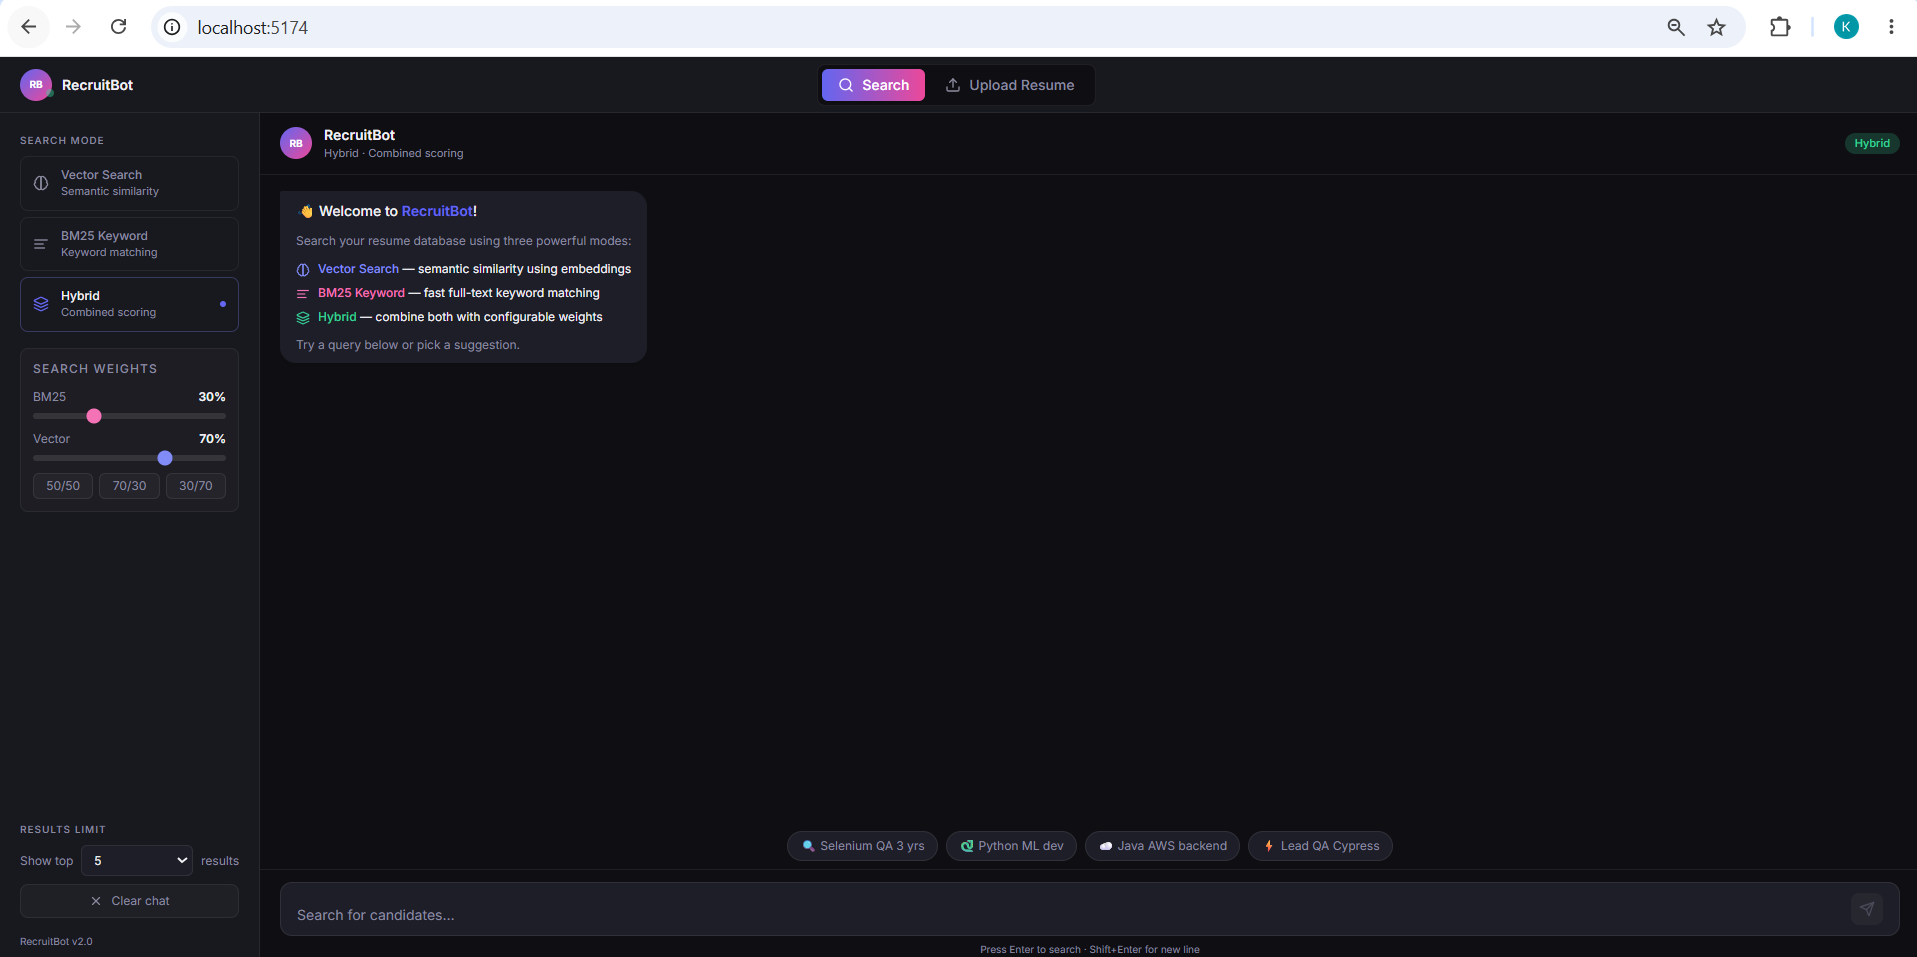 localhost:5174
K
RB
RecruitBot
Search
Upload Resume
SEARCH MODE
Vector Search
Semantic similarity
BM25 Keyword
Keyword matching
Hybrid
Combined scoring
SEARCH WEIGHTS
BM25
30%
Vector
70%
50/50
70/30
30/70
RESULTS LIMIT
Show top
5
results
Clear chat
RecruitBot v2.0
RB
RecruitBot
Hybrid · Combined scoring
Hybrid
👋 Welcome to RecruitBot!
Search your resume database using three powerful modes:
Vector Search — semantic similarity using embeddings
BM25 Keyword — fast full-text keyword matching
Hybrid — combine both with configurable weights
Try a query below or pick a suggestion.
Selenium QA 3 yrs
Python ML dev
Java AWS backend
Lead QA Cypress
Search for candidates...
Press Enter to search · Shift+Enter for new line